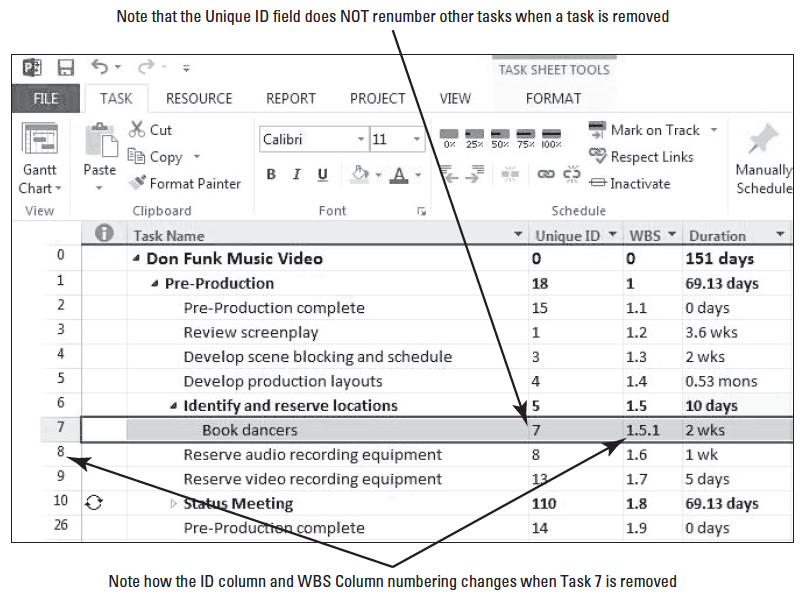 Note that the Unique ID field does NOT renumber other tasks when a task is removed
TASK SHEET TOOLS
FILE TASK RESOURCE REPORT PROJECT VIEW FORMAT
Gantt Chart
View
Paste
Cut
Copy
Format Painter
Clipboard
Calibri 11
B I U A
Font
0% 25% 50% 75% 100%
Mark on Track
Respect Links
Inactivate
Schedule
Manually
Schedule
Task Name Unique ID WBS Duration
0 Don Funk Music Video 0 0 151 days
1 Pre-Production 18 1 69.13 days
2 Pre-Production complete 15 1.1 0 days
3 Review screenplay 1 1.2 3.6 wks
4 Develop scene blocking and schedule 3 1.3 2 wks
5 Develop production layouts 4 1.4 0.53 mons
6 Identify and reserve locations 5 1.5 10 days
7 Book dancers 7 1.5.1 2 wks
8 Reserve audio recording equipment 8 1.6 1 wk
9 Reserve video recording equipment 13 1.7 5 days
10 Status Meeting 110 1.8 69.13 days
26 Pre-Production complete 14 1.9 0 days
Note how the ID column and WBS Column numbering changes when Task 7 is removed